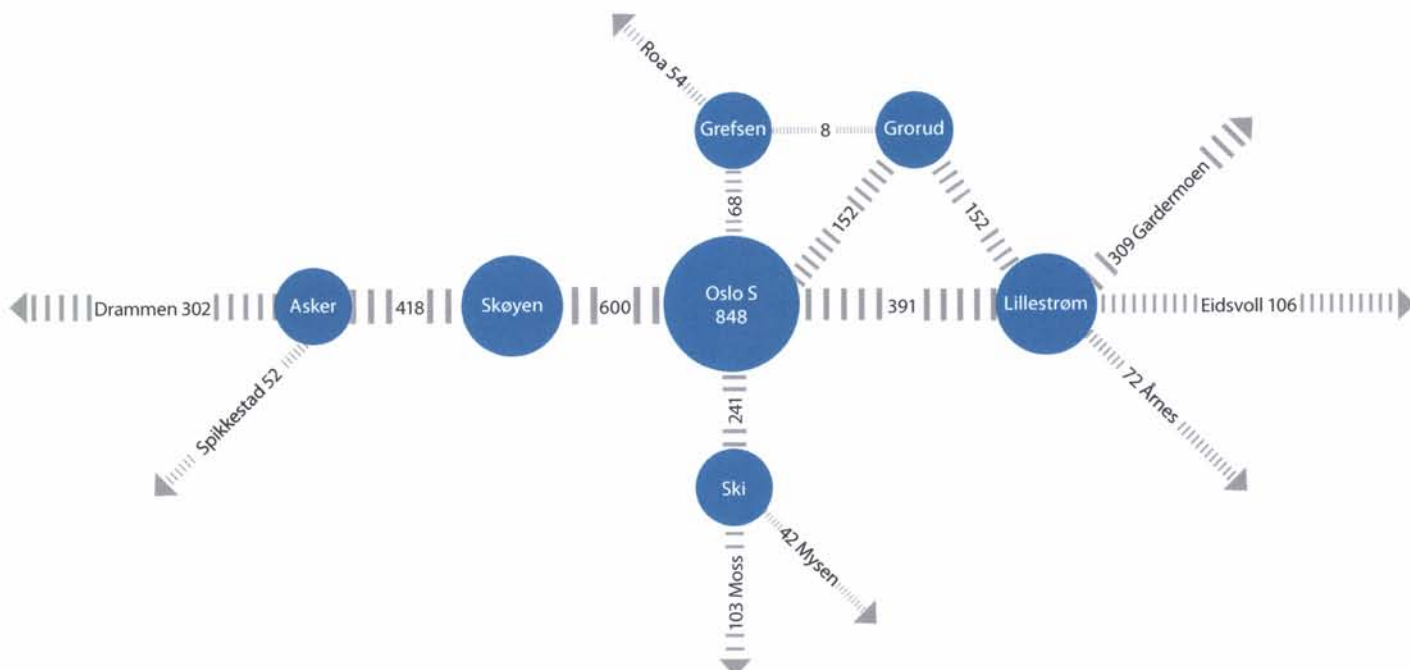 Roa 54
Grefsen
8
Grorud
68
152
152
309 Gardermoen
Drammen 302
Asker
418
Skøyen
600
Oslo S
848
391
Lillestrøm
Eidsvoll 106
Spikkestad 52
241
72 Årnes
Ski
42 Mysen
103 Moss